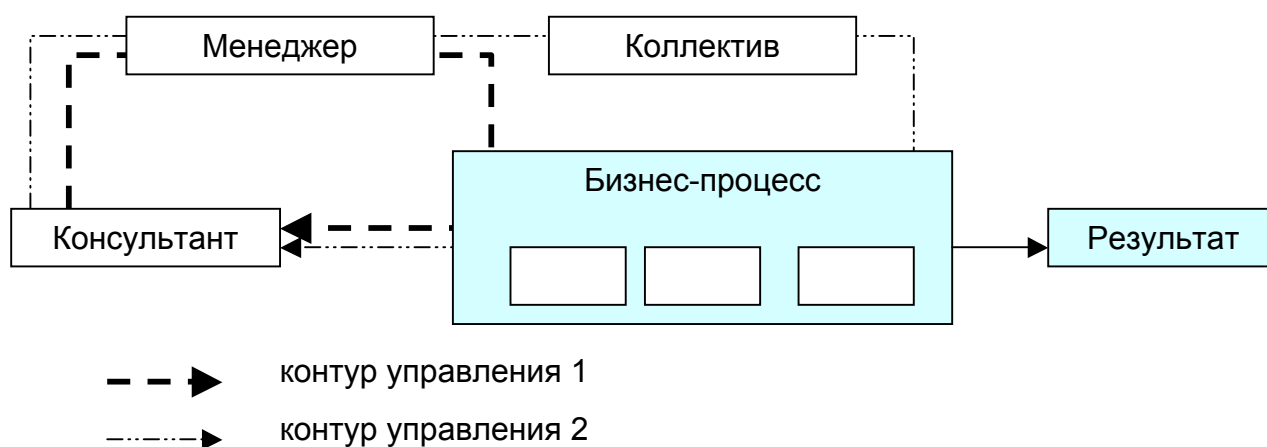 Менеджер
Коллектив
Бизнес-процесс
Консультант
Результат
контур управления 1
контур управления 2